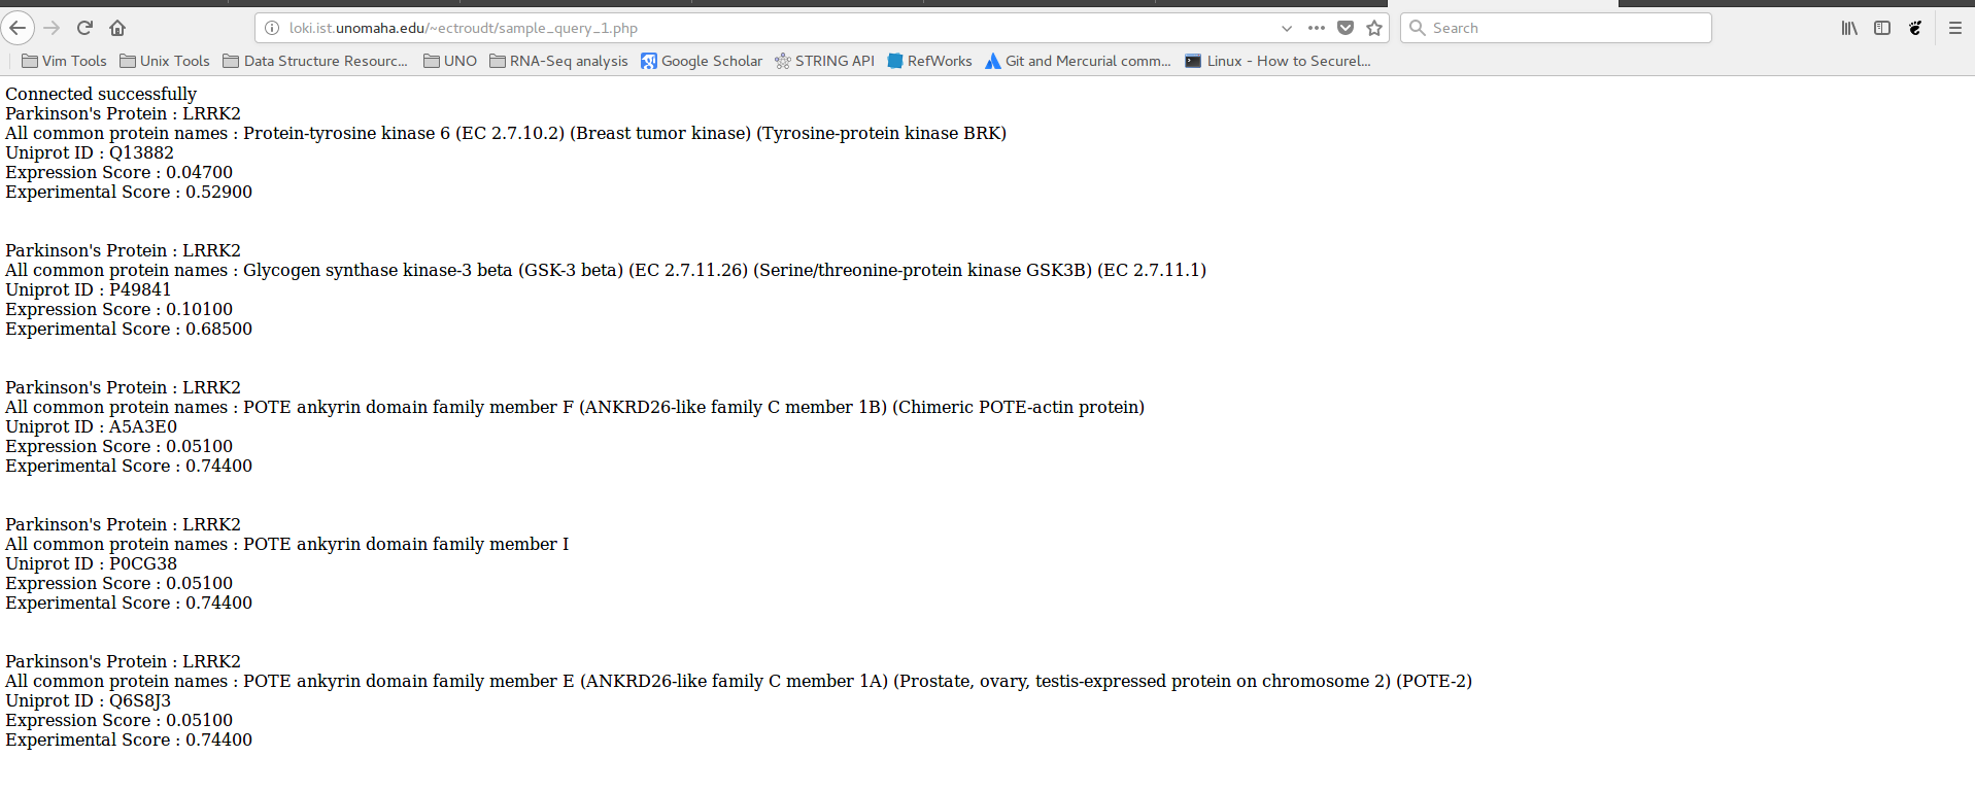 loki.ist.unomaha.edu/~ectroudt/sample_query_1.php
Search
Vim Tools Unix Tools Data Structure Resourc... UNO RNA-Seq analysis Google Scholar STRING API RefWorks Git and Mercurial comm... Linux - How to Securel...
Connected successfully
Parkinson's Protein : LRRK2
All common protein names : Protein-tyrosine kinase 6 (EC 2.7.10.2) (Breast tumor kinase) (Tyrosine-protein kinase BRK)
Uniprot ID : Q13882
Expression Score : 0.04700
Experimental Score : 0.52900
Parkinson's Protein : LRRK2
All common protein names : Glycogen synthase kinase-3 beta (GSK-3 beta) (EC 2.7.11.26) (Serine/threonine-protein kinase GSK3B) (EC 2.7.11.1)
Uniprot ID : P49841
Expression Score : 0.10100
Experimental Score : 0.68500
Parkinson's Protein : LRRK2
All common protein names : POTE ankyrin domain family member F (ANKRD26-like family C member 1B) (Chimeric POTE-actin protein)
Uniprot ID : A5A3E0
Expression Score : 0.05100
Experimental Score : 0.74400
Parkinson's Protein : LRRK2
All common protein names : POTE ankyrin domain family member I
Uniprot ID : P0CG38
Expression Score : 0.05100
Experimental Score : 0.74400
Parkinson's Protein : LRRK2
All common protein names : POTE ankyrin domain family member E (ANKRD26-like family C member 1A) (Prostate, ovary, testis-expressed protein on chromosome 2) (POTE-2)
Uniprot ID : Q6S8J3
Expression Score : 0.05100
Experimental Score : 0.74400